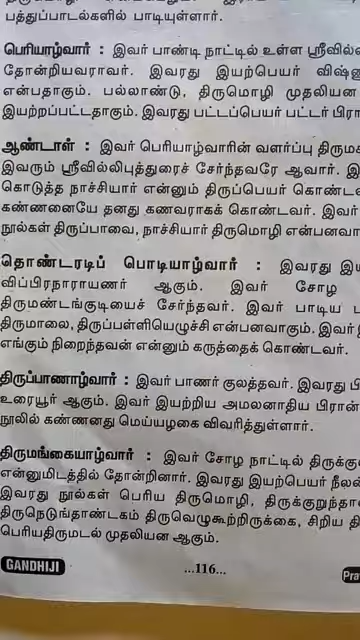 பத்துப்பாடல்களில் பாடியுள்ளார்.
பெரியாழ்வார் : இவர் பாண்டி நாட்டில் உள்ள ஸ்ரீவில்
தோன்றியவராவர். இவரது இயற்பெயர் விஷ்
என்பதாகும். பல்லாண்டு, திருமொழி முதலியன
இயற்றப்பட்டதாகும். இவரது பட்டப்பெயர் பட்டர் பிரா
ஆண்டாள் : இவர் பெரியாழ்வாரின் வளர்ப்பு திரும
இவரும் ஸ்ரீவில்லிபுத்துரைச் சேர்ந்தவரே ஆவார். இ
கொடுத்த நாச்சியார் என்னும் திருப்பெயர் கொண்ட
கண்ணனையே தனது கணவராகக் கொண்டவர். இவர்
நூல்கள் திருப்பாவை, நாச்சியார் திருமொழி என்பனவா
தொண்டரடிப் பொடியாழ்வார் : இவரது இய
விப்பிரநாராயணர் ஆகும். இவர் சோழ
திருமண்டங்குடியைச் சேர்ந்தவர். இவர் பாடிய ப
திருமாலை, திருப்பள்ளியெழுச்சி என்பனவாகும். இவர்
எங்கும் நிறைந்தவன் என்னும் கருத்தைக் கொண்டவர்.
திருப்பாணாழ்வார் : இவர் பாணர் குலத்தவர். இவரது பி
உரையூர் ஆகும். இவர் இயற்றிய அமலனாதிய பிரான்
நூலில் கண்ணனது மெய்யழகை விவரித்துள்ளார்.
திருமங்கையாழ்வார் : இவர் சோழ நாட்டில் திருக்கு
என்னுமிடத்தில் தோன்றினார். இவரது இயற்பெயர் நீல
இவரது நூல்கள் பெரிய திருமொழி, திருக்குறுந்தா
திருநெடுங்தாண்டகம் திருவெழுகூற்றிருக்கை, சிறிய தி
பெரியதிருமடல் முதலியன ஆகும்.
GANDHIJI ...116... Pra